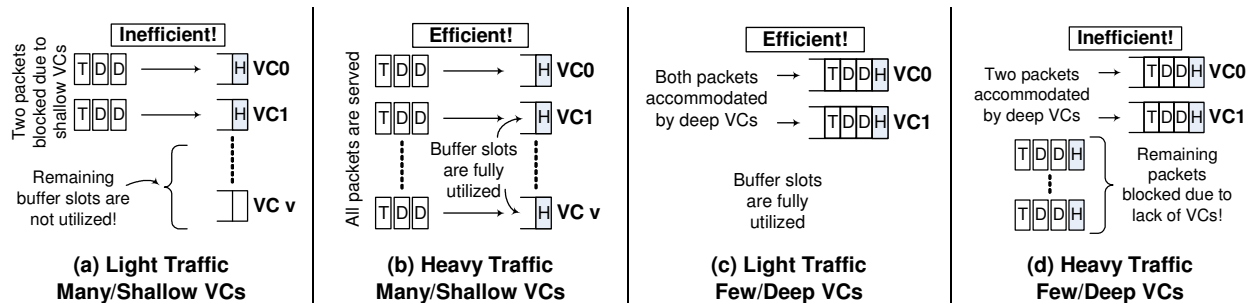 Two packets
blocked due to
shallow VCs
Inefficient!
T D D H VC0
T D D H VC1
Remaining
buffer slots are
not utilized!
VC v
(a) Light Traffic
Many/Shallow VCs
All packets are served
Efficient!
T D D H VC0
T D D H VC1
Buffer slots
are fully
utilized
T D D H VC v
(b) Heavy Traffic
Many/Shallow VCs
Efficient!
Both packets
accommodated
by deep VCs
T D D H VC0
T D D H VC1
Buffer slots
are fully
utilized
(c) Light Traffic
Few/Deep VCs
Inefficient!
Two packets
accommodated
by deep VCs
T D D H VC0
T D D H VC1
T D D H
T D D H
Remaining
packets
blocked due to
lack of VCs!
(d) Heavy Traffic
Few/Deep VCs